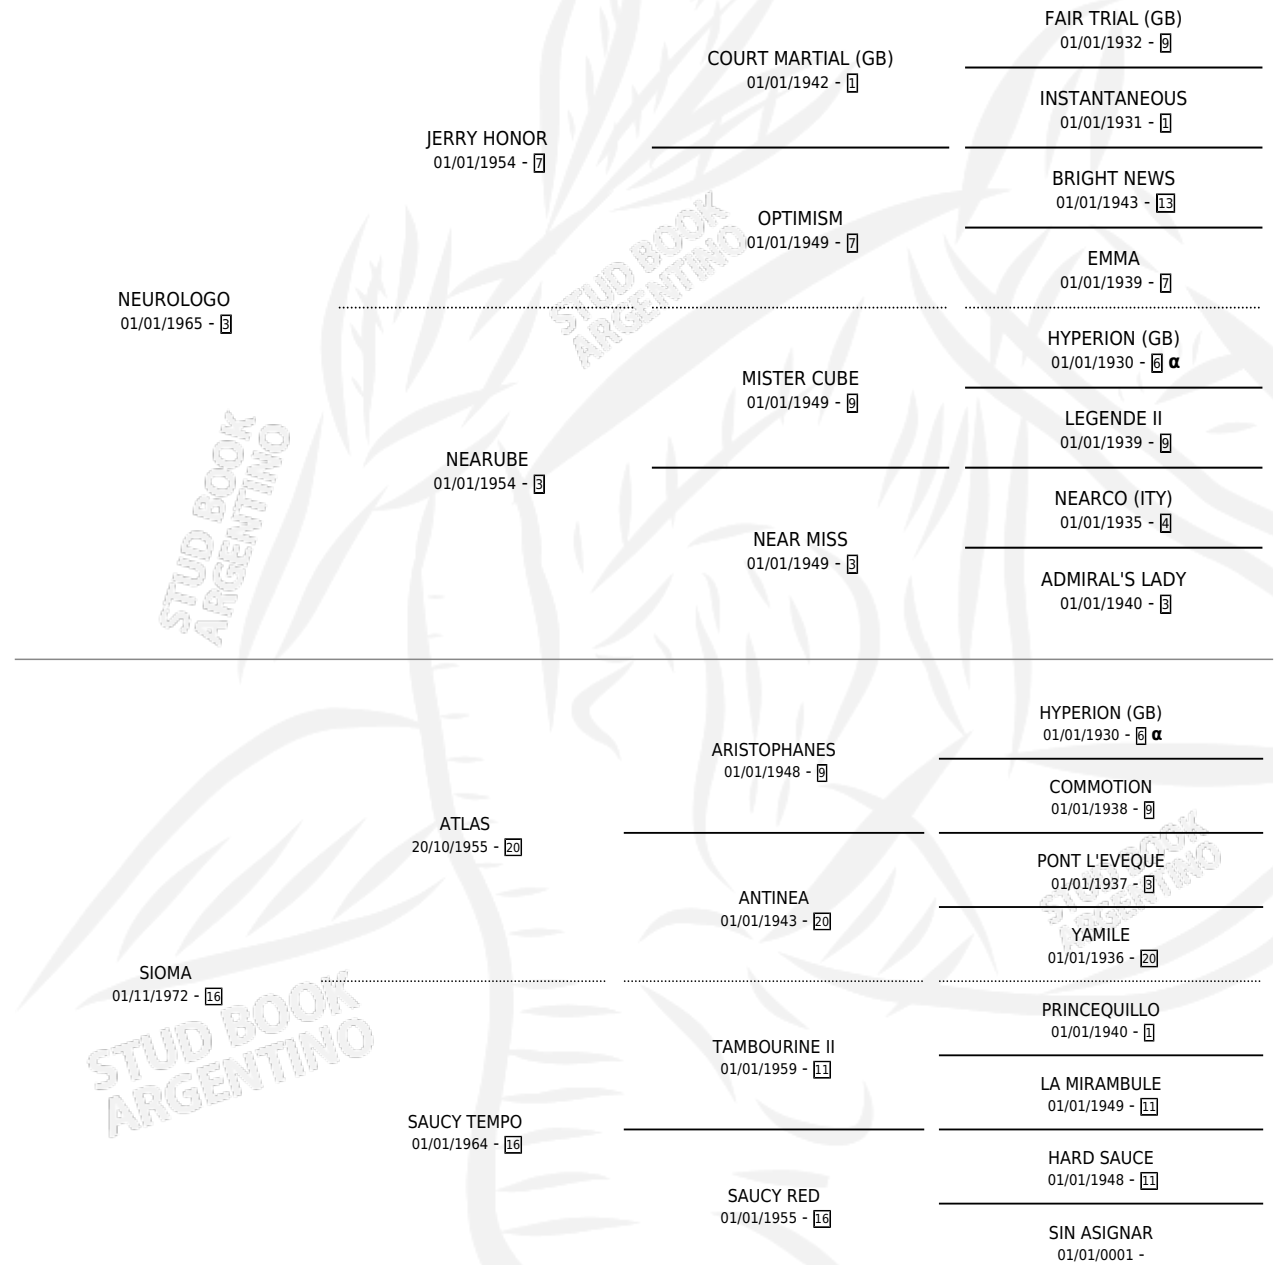 FAIR TRIAL (GB)
01/01/1932 - 9
COURT MARTIAL (GB)
01/01/1942 - 1
INSTANTANEOUS
01/01/1931 - 1
JERRY HONOR
01/01/1954 - 7
BRIGHT NEWS
01/01/1943 - 13
OPTIMISM
01/01/1949 - 7
EMMA
01/01/1939 - 7
NEUROLOGO
01/01/1965 - 3
HYPERION (GB)
01/01/1930 - 6 α
MISTER CUBE
01/01/1949 - 9
LEGENDE II
01/01/1939 - 9
NEARUBE
01/01/1954 - 3
NEARCO (ITY)
01/01/1935 - 4
NEAR MISS
01/01/1949 - 3
ADMIRAL'S LADY
01/01/1940 - 3
HYPERION (GB)
01/01/1930 - 6 α
ARISTOPHANES
01/01/1948 - 9
COMMOTION
01/01/1938 - 9
ATLAS
20/10/1955 - 20
PONT L'EVEQUE
01/01/1937 - 3
ANTINEA
01/01/1943 - 20
YAMILE
01/01/1936 - 20
SIOMA
01/11/1972 - 16
PRINCEQUILLO
01/01/1940 - 1
TAMBOURINE II
01/01/1959 - 11
LA MIRAMBULE
01/01/1949 - 11
SAUCY TEMPO
01/01/1964 - 16
HARD SAUCE
01/01/1948 - 11
SAUCY RED
01/01/1955 - 16
SIN ASIGNAR
01/01/0001 -
STUD BOOK
ARGENTINO
STUD BOOK
ARGENTINO
STUD BOOK
ARGENTINO
STUD BOOK
ARGENTINO